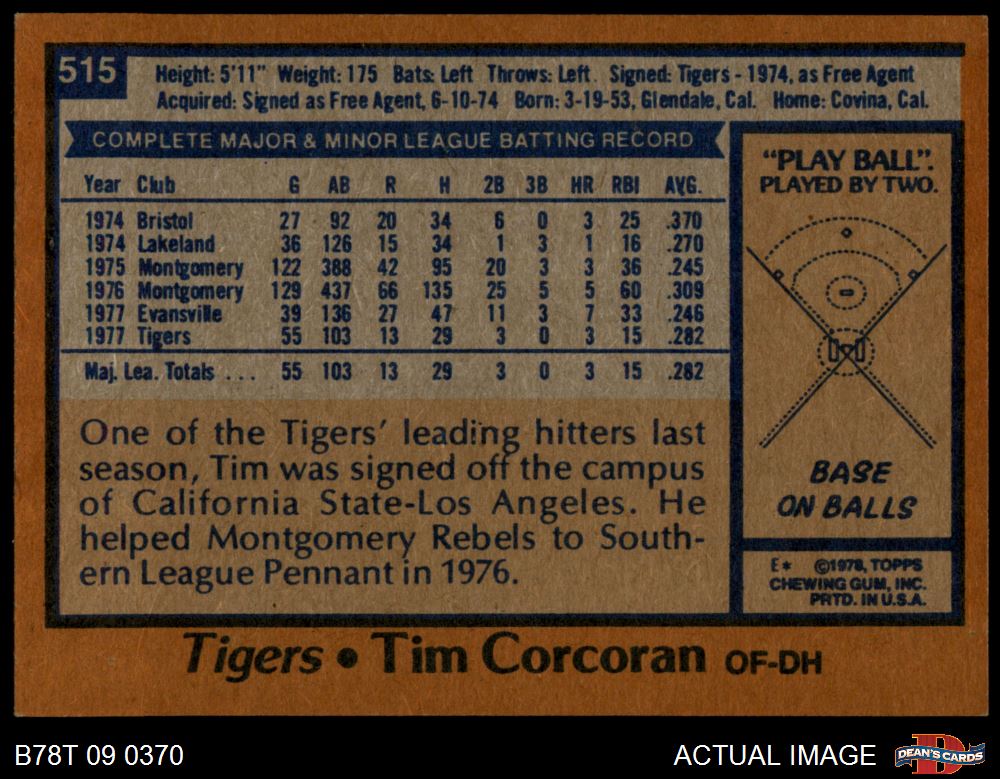 515
Height: 5'11" Weight: 175 Bats: Left Throws: Left. Signed: Tigers - 1974, as Free Agent
Acquired: Signed as Free Agent, 6-10-74 Born: 3-19-53, Glendale, Cal. Home: Covina, Cal.
COMPLETE MAJOR & MINOR LEAGUE BATTING RECORD
Year Club G AB R H 2B 3B HR RBI AVG.
1974 Bristol 27 92 20 34 6 0 3 25 .370
1974 Lakeland 36 126 15 34 1 3 1 16 .270
1975 Montgomery 122 388 42 95 20 3 3 36 .245
1976 Montgomery 129 437 66 135 25 5 5 60 .309
1977 Evansville 39 136 27 47 11 3 7 33 .246
1977 Tigers 55 103 13 29 3 0 3 15 .282
Maj. Lea. Totals ... 55 103 13 29 3 0 3 15 .282
One of the Tigers' leading hitters last
season, Tim was signed off the campus
of California State-Los Angeles. He
helped Montgomery Rebels to South-
ern League Pennant in 1976.
"PLAY BALL".
PLAYED BY TWO.
BASE
ON BALLS
E* ©1978, TOPPS
CHEWING GUM, INC.
PRTD. IN U.S.A.
Tigers • Tim Corcoran OF-DH
B78T 09 0370
ACTUAL IMAGE
DEAN'S CARDS